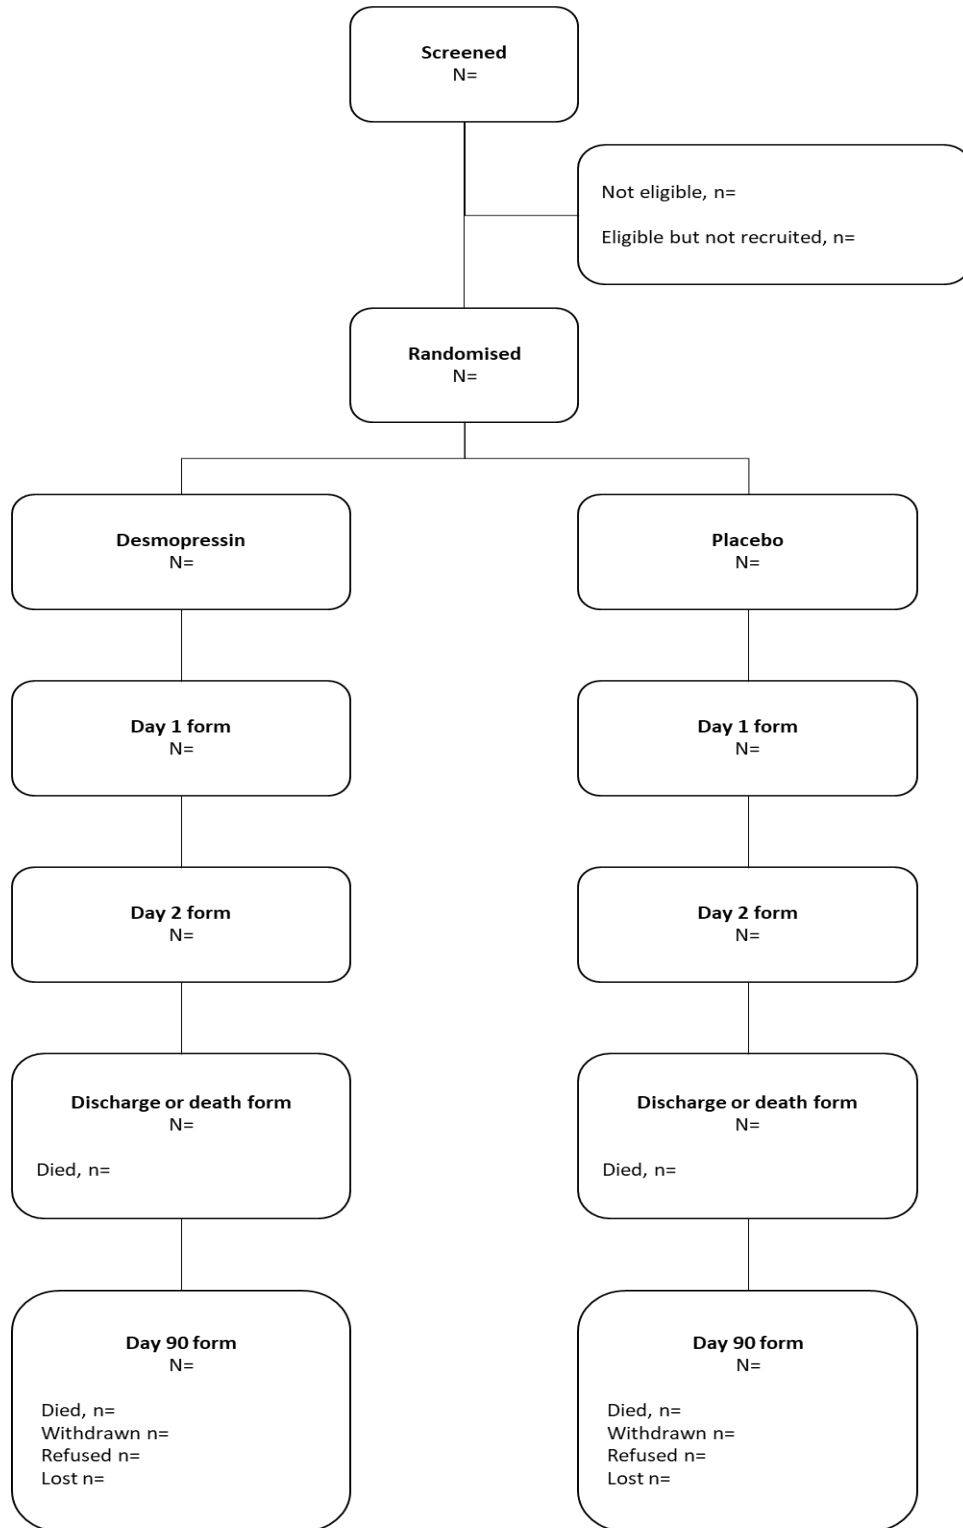 Screened
N=
Not eligible, n=
Eligible but not recruited, n=
Randomised
N=
Desmopressin
N=
Placebo
N=
Day 1 form
N=
Day 1 form
N=
Day 2 form
N=
Day 2 form
N=
Discharge or death form
N=
Died, n=
Discharge or death form
N=
Died, n=
Day 90 form
N=
Died, n=
Withdrawn n=
Refused n=
Lost n=
Day 90 form
N=
Died, n=
Withdrawn n=
Refused n=
Lost n=